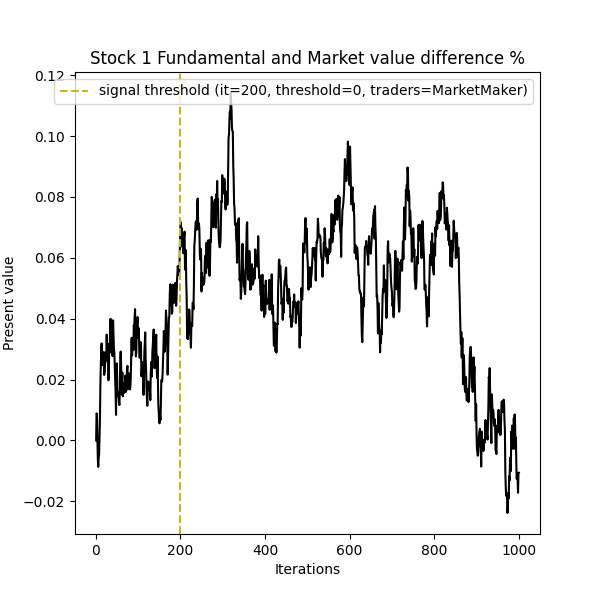 Stock 1 Fundamental and Market value difference %
signal threshold (it=200, threshold=0, traders=MarketMaker)
Present value
0.12
0.10
0.08
0.06
0.04
0.02
0.00
−0.02
0 200 400 600 800 1000
Iterations